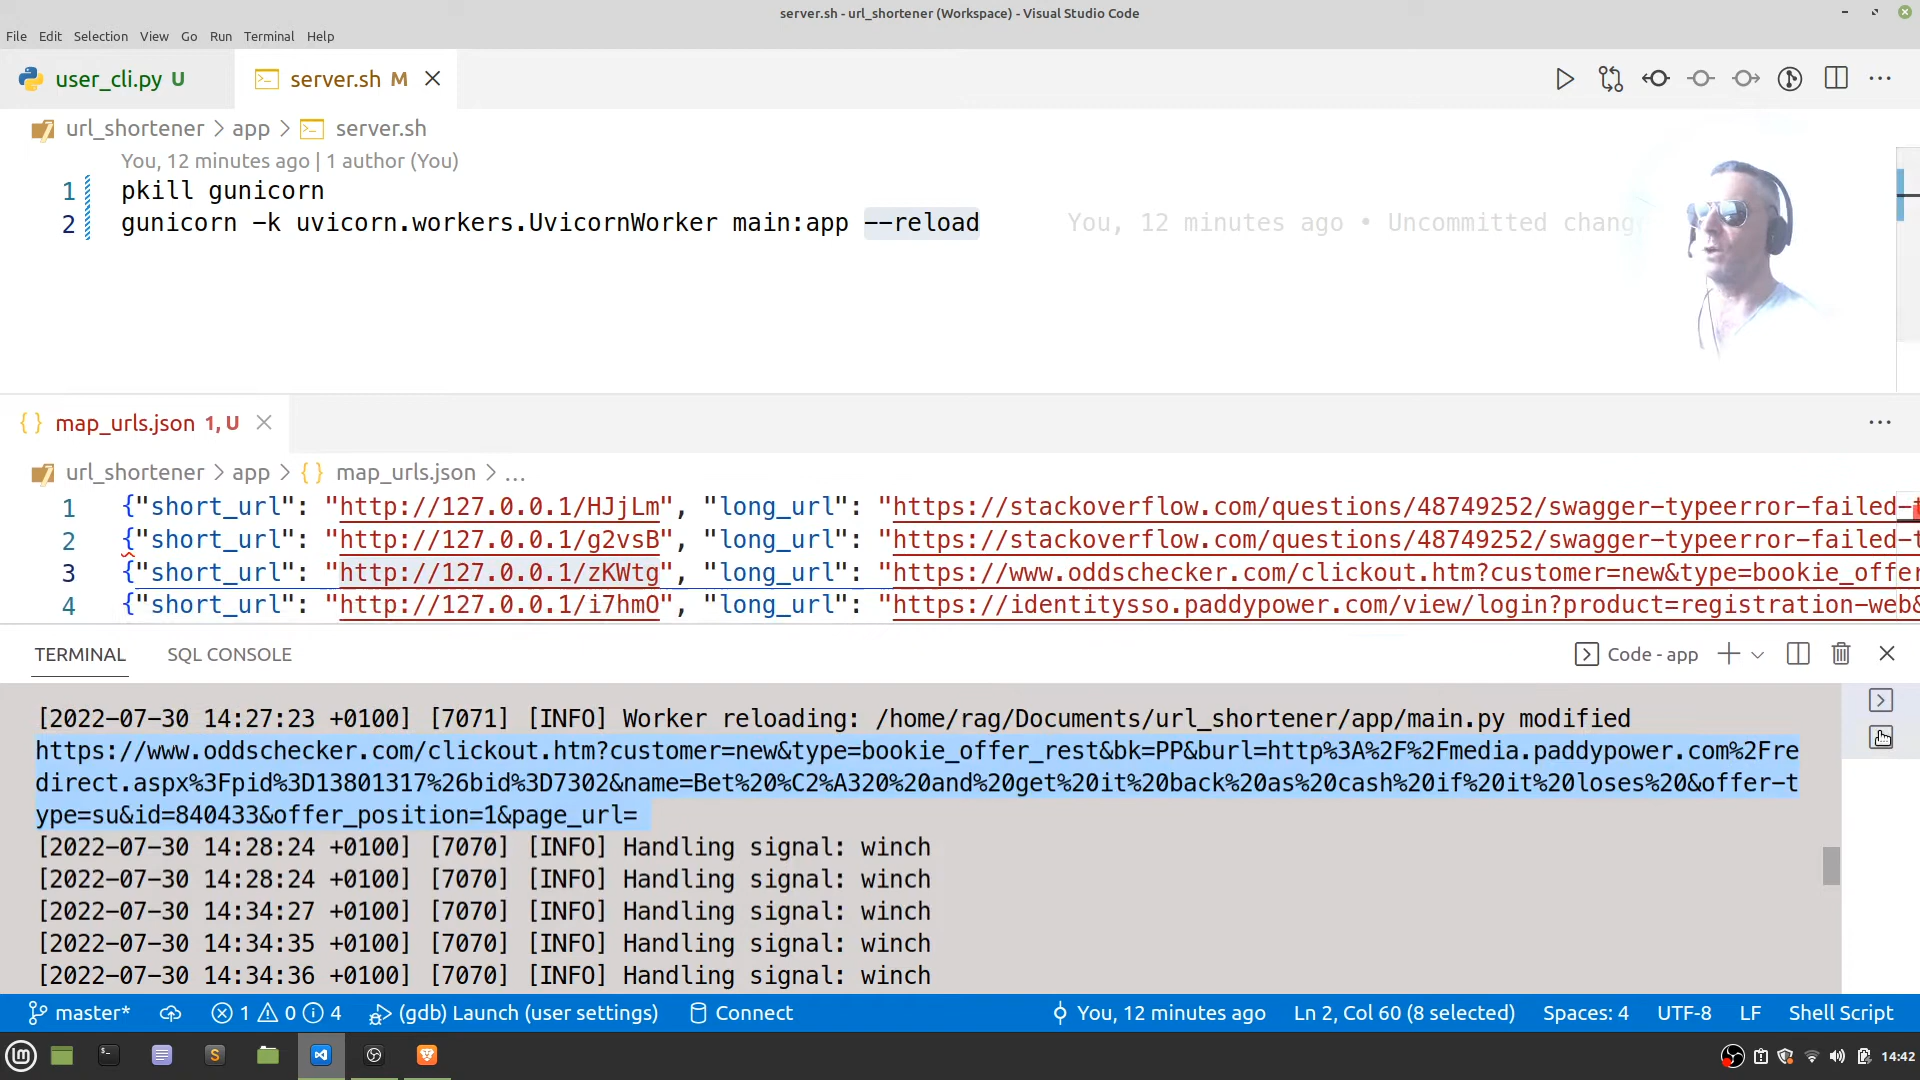 server.sh - url_shortener (Workspace) - Visual Studio Code
File Edit Selection View Go Run Terminal Help
user_cli.py U
server.sh M
url_shortener > app > server.sh
You, 12 minutes ago | 1 author (You)
1 pkill gunicorn
2 gunicorn -k uvicorn.workers.UvicornWorker main:app --reload You, 12 minutes ago • Uncommitted chang
map_urls.json 1, U
url_shortener > app > {} map_urls.json > ...
1 {"short_url": "http://127.0.0.1/HJjLm", "long_url": "https://stackoverflow.com/questions/48749252/swagger-typeerror-failed-t
2 {"short_url": "http://127.0.0.1/g2vsB", "long_url": "https://stackoverflow.com/questions/48749252/swagger-typeerror-failed-t
3 {"short_url": "http://127.0.0.1/zKWtg", "long_url": "https://www.oddschecker.com/clickout.htm?customer=new&type=bookie_offer
4 {"short_url": "http://127.0.0.1/i7hmO", "long_url": "https://identitysso.paddypower.com/view/login?product=registration-web&
TERMINAL SQL CONSOLE
Code - app
[2022-07-30 14:27:23 +0100] [7071] [INFO] Worker reloading: /home/rag/Documents/url_shortener/app/main.py modified
https://www.oddschecker.com/clickout.htm?customer=new&type=bookie_offer_rest&bk=PP&burl=http%3A%2F%2Fmedia.paddypower.com%2Fre
direct.aspx%3Fpid%3D13801317%26bid%3D7302&name=Bet%20%C2%A320%20and%20get%20it%20back%20as%20cash%20if%20it%20loses%20&offer-t
ype=su&id=840433&offer_position=1&page_url=
[2022-07-30 14:28:24 +0100] [7070] [INFO] Handling signal: winch
[2022-07-30 14:28:24 +0100] [7070] [INFO] Handling signal: winch
[2022-07-30 14:34:27 +0100] [7070] [INFO] Handling signal: winch
[2022-07-30 14:34:35 +0100] [7070] [INFO] Handling signal: winch
[2022-07-30 14:34:36 +0100] [7070] [INFO] Handling signal: winch
master* 1 0 4 (gdb) Launch (user settings) Connect You, 12 minutes ago Ln 2, Col 60 (8 selected) Spaces: 4 UTF-8 LF Shell Script
14:42